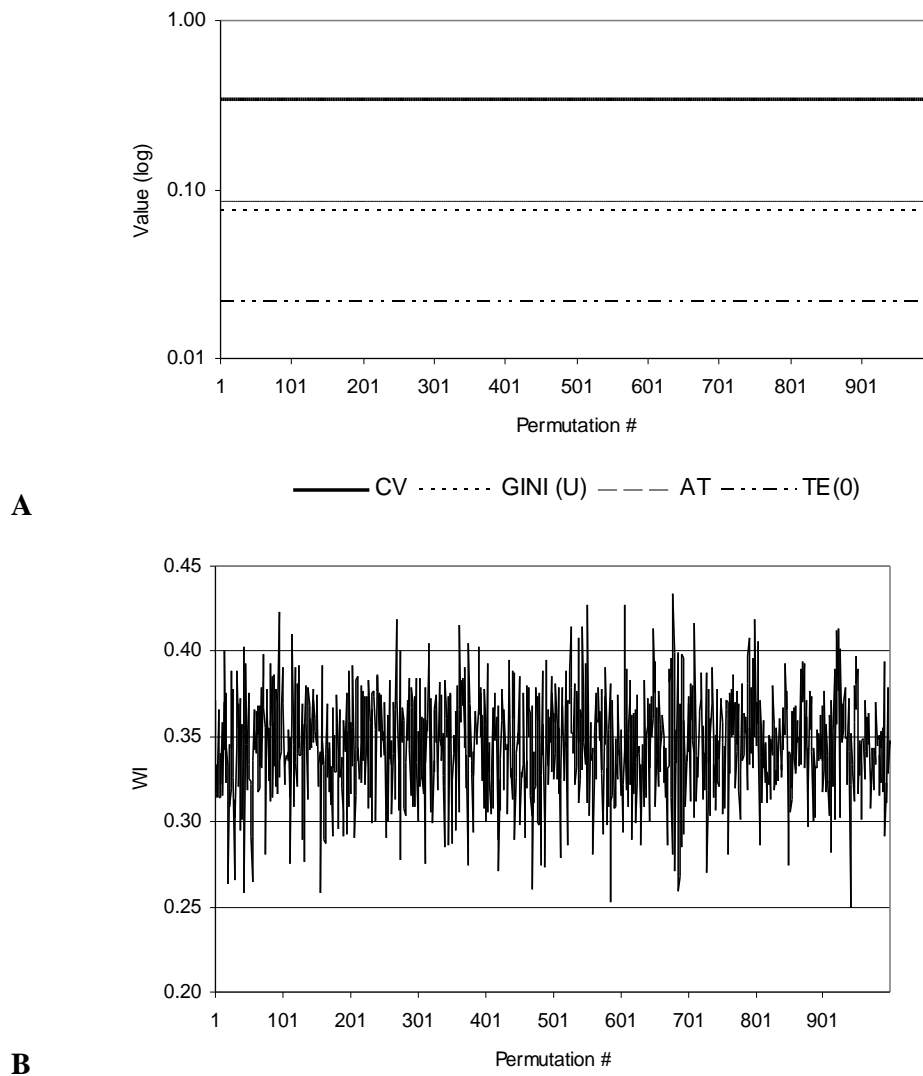 1.00
0.10
0.01
Value (log)
1 101 201 301 401 501 601 701 801 901
Permutation #
CV GINI (U) AT TE(0)
A
0.45
0.40
0.35
0.30
0.25
0.20
WI
1 101 201 301 401 501 601 701 801 901
Permutation #
B